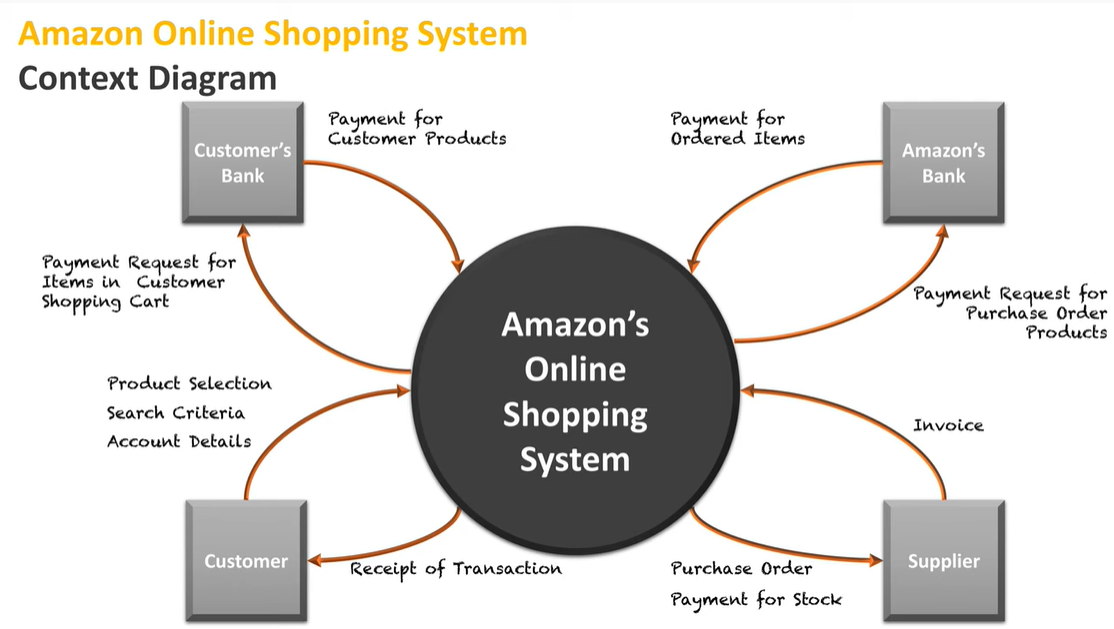 Amazon Online Shopping System
Context Diagram
Customer's
Bank
Payment for
Customer Products
Payment for
Ordered Items
Amazon's
Bank
Payment Request for
Items in Customer
Shopping Cart
Payment Request for
Purchase Order
Products
Amazon's
Online
Shopping
System
Product Selection
Search Criteria
Account Details
Invoice
Customer
Receipt of Transaction
Purchase Order
Payment for Stock
Supplier